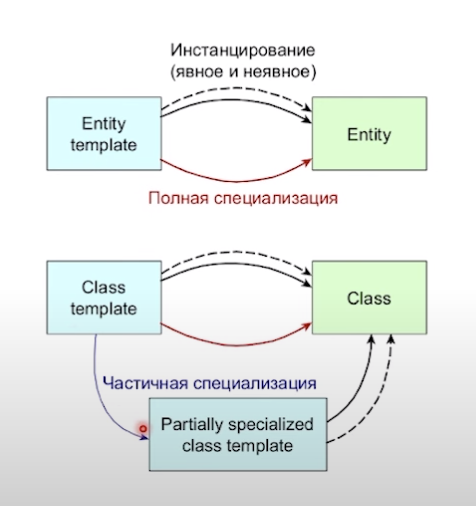 Инстанцирование
(явное и неявное)
Entity
template
Entity
Полная специализация
Class
template
Class
Частичная специализация
Partially specialized
class template